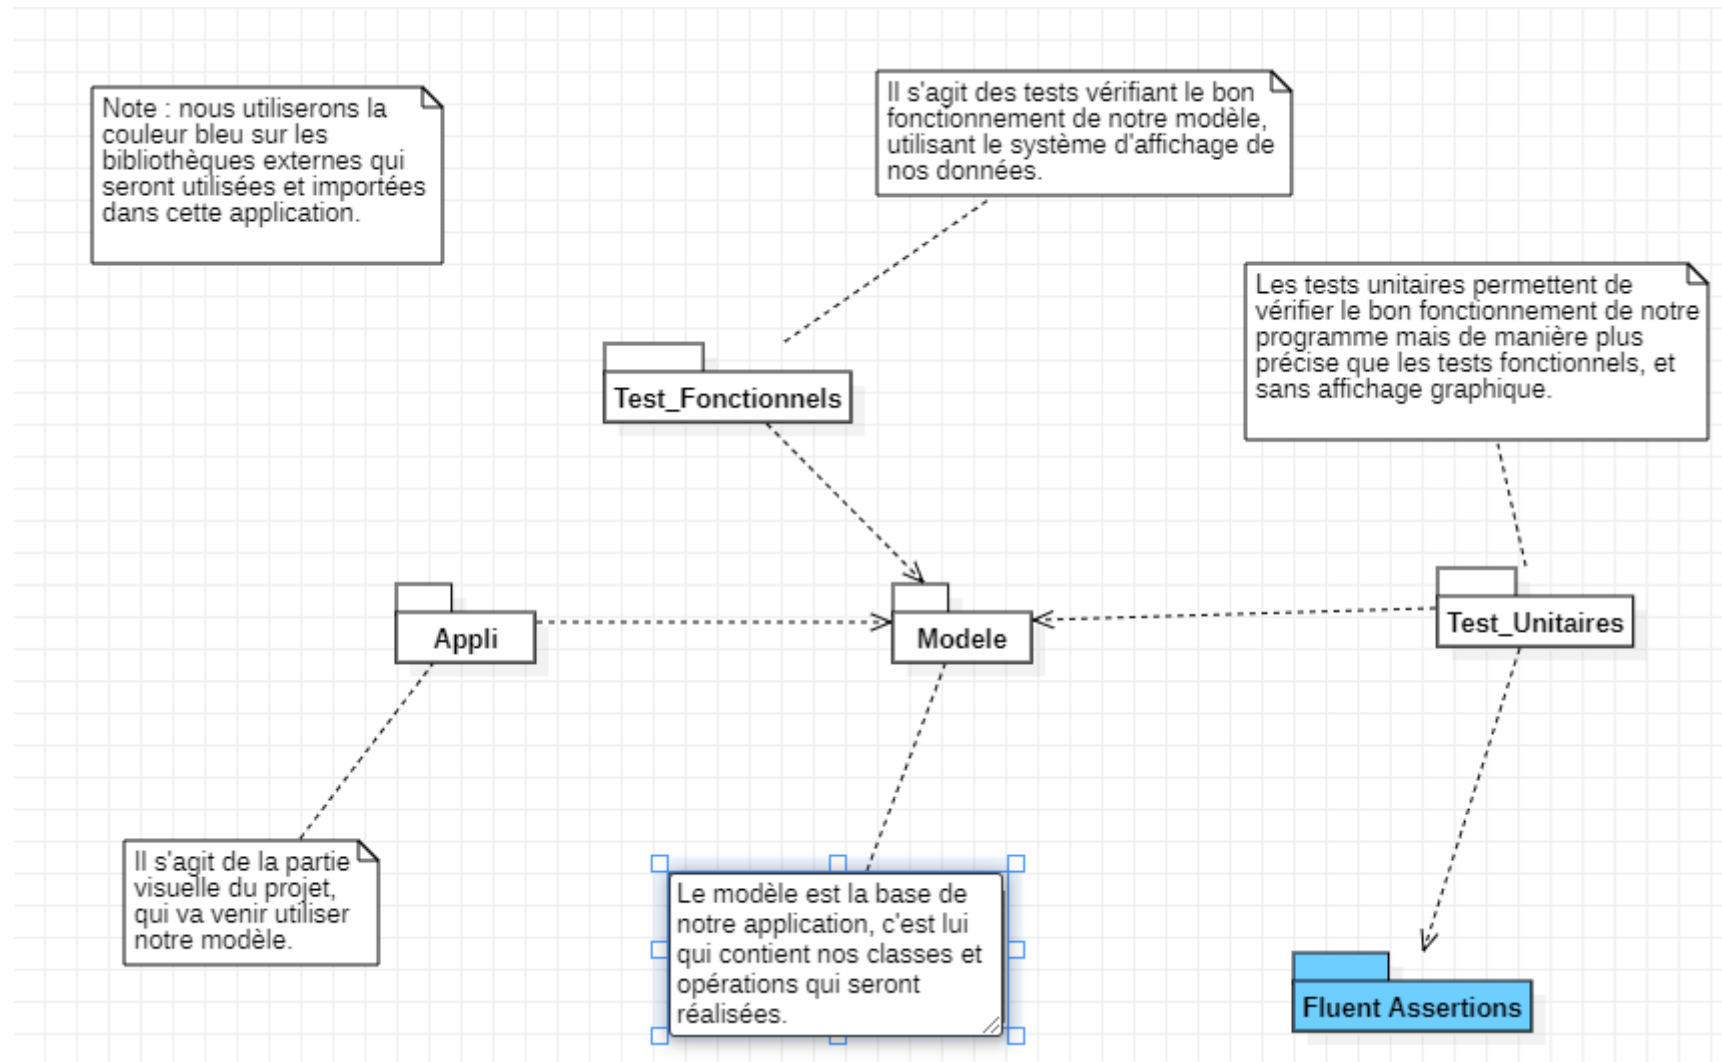 Note : nous utiliserons la
couleur bleu sur les
bibliothèques externes qui
seront utilisées et importées
dans cette application.
Il s'agit des tests vérifiant le bon
fonctionnement de notre modèle,
utilisant le système d'affichage de
nos données.
Les tests unitaires permettent de
vérifier le bon fonctionnement de notre
programme mais de manière plus
précise que les tests fonctionnels, et
sans affichage graphique.
Test_Fonctionnels
Appli
Modele
Test_Unitaires
Il s'agit de la partie
visuelle du projet,
qui va venir utiliser
notre modèle.
Le modèle est la base de
notre application, c'est lui
qui contient nos classes et
opérations qui seront
réalisées.
Fluent Assertions